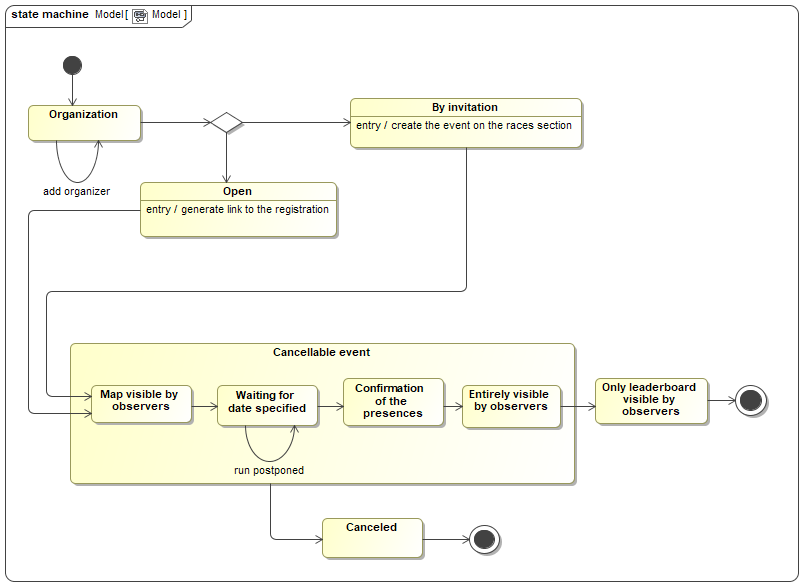 state machine Model[ Model ]
Organization
add organizer
By invitation
entry / create the event on the races section
Open
entry / generate link to the registration
Cancellable event
Map visible by
observers
Waiting for
date specified
run postponed
Confirmation
of the
presences
Entirely visible
by observers
Only leaderboard
visible by
observers
Canceled